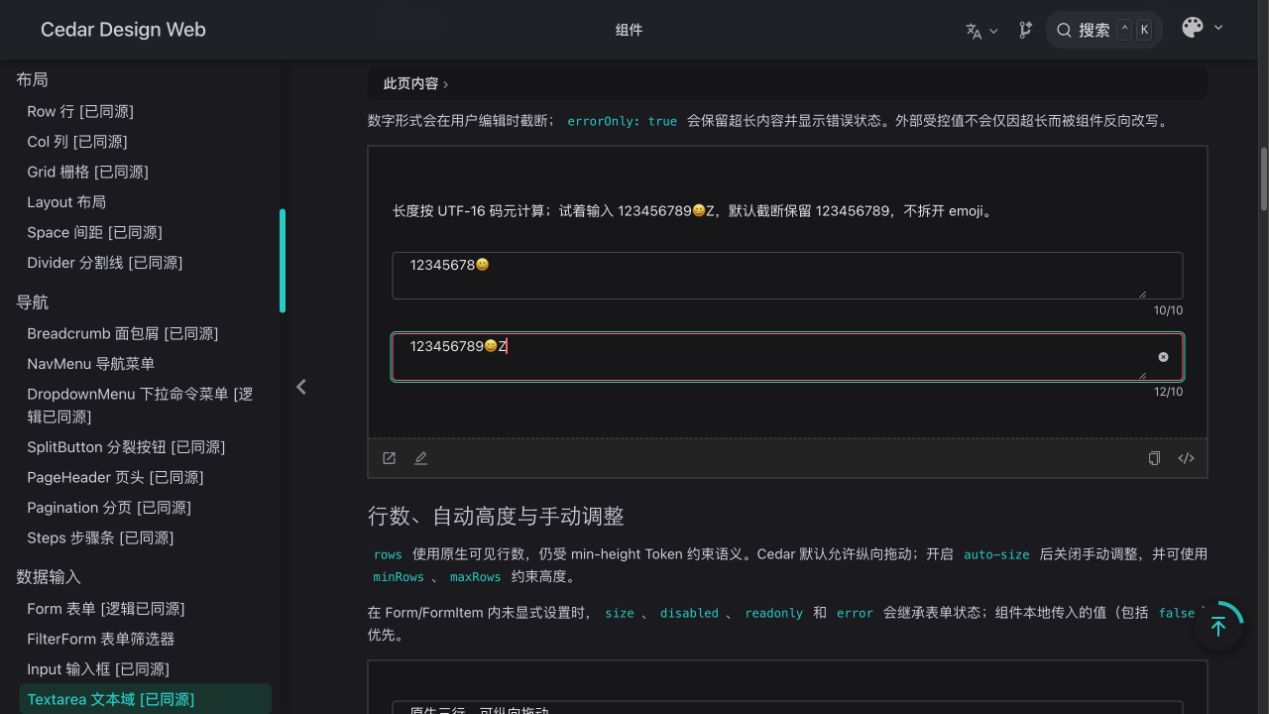 Cedar Design Web
组件
搜索
^
K
布局
Row 行 [已同源]
Col 列 [已同源]
Grid 栅格 [已同源]
Layout 布局
Space 间距 [已同源]
Divider 分割线 [已同源]
导航
Breadcrumb 面包屑 [已同源]
NavMenu 导航菜单
DropdownMenu 下拉命令菜单 [逻
辑已同源]
SplitButton 分裂按钮 [已同源]
PageHeader 页头 [已同源]
Pagination 分页 [已同源]
Steps 步骤条 [已同源]
数据输入
Form 表单 [逻辑已同源]
FilterForm 表单筛选器
Input 输入框 [已同源]
Textarea 文本域 [已同源]
此页内容 ›
数字形式会在用户编辑时截断； errorOnly: true 会保留超长内容并显示错误状态。外部受控值不会仅因超长而被组件反向改写。
长度按 UTF-16 码元计算；试着输入 123456789😀Z，默认截断保留 123456789，不拆开 emoji。
12345678😀
10/10
123456789😀Z
12/10
行数、自动高度与手动调整
rows 使用原生可见行数，仍受 min-height Token 约束语义。Cedar 默认允许纵向拖动；开启 auto-size 后关闭手动调整，并可使用
minRows 、 maxRows 约束高度。
在 Form/FormItem 内未显式设置时， size 、 disabled 、 readonly 和 error 会继承表单状态；组件本地传入的值（包括 false ）
优先。
原生三行，可纵向拖动